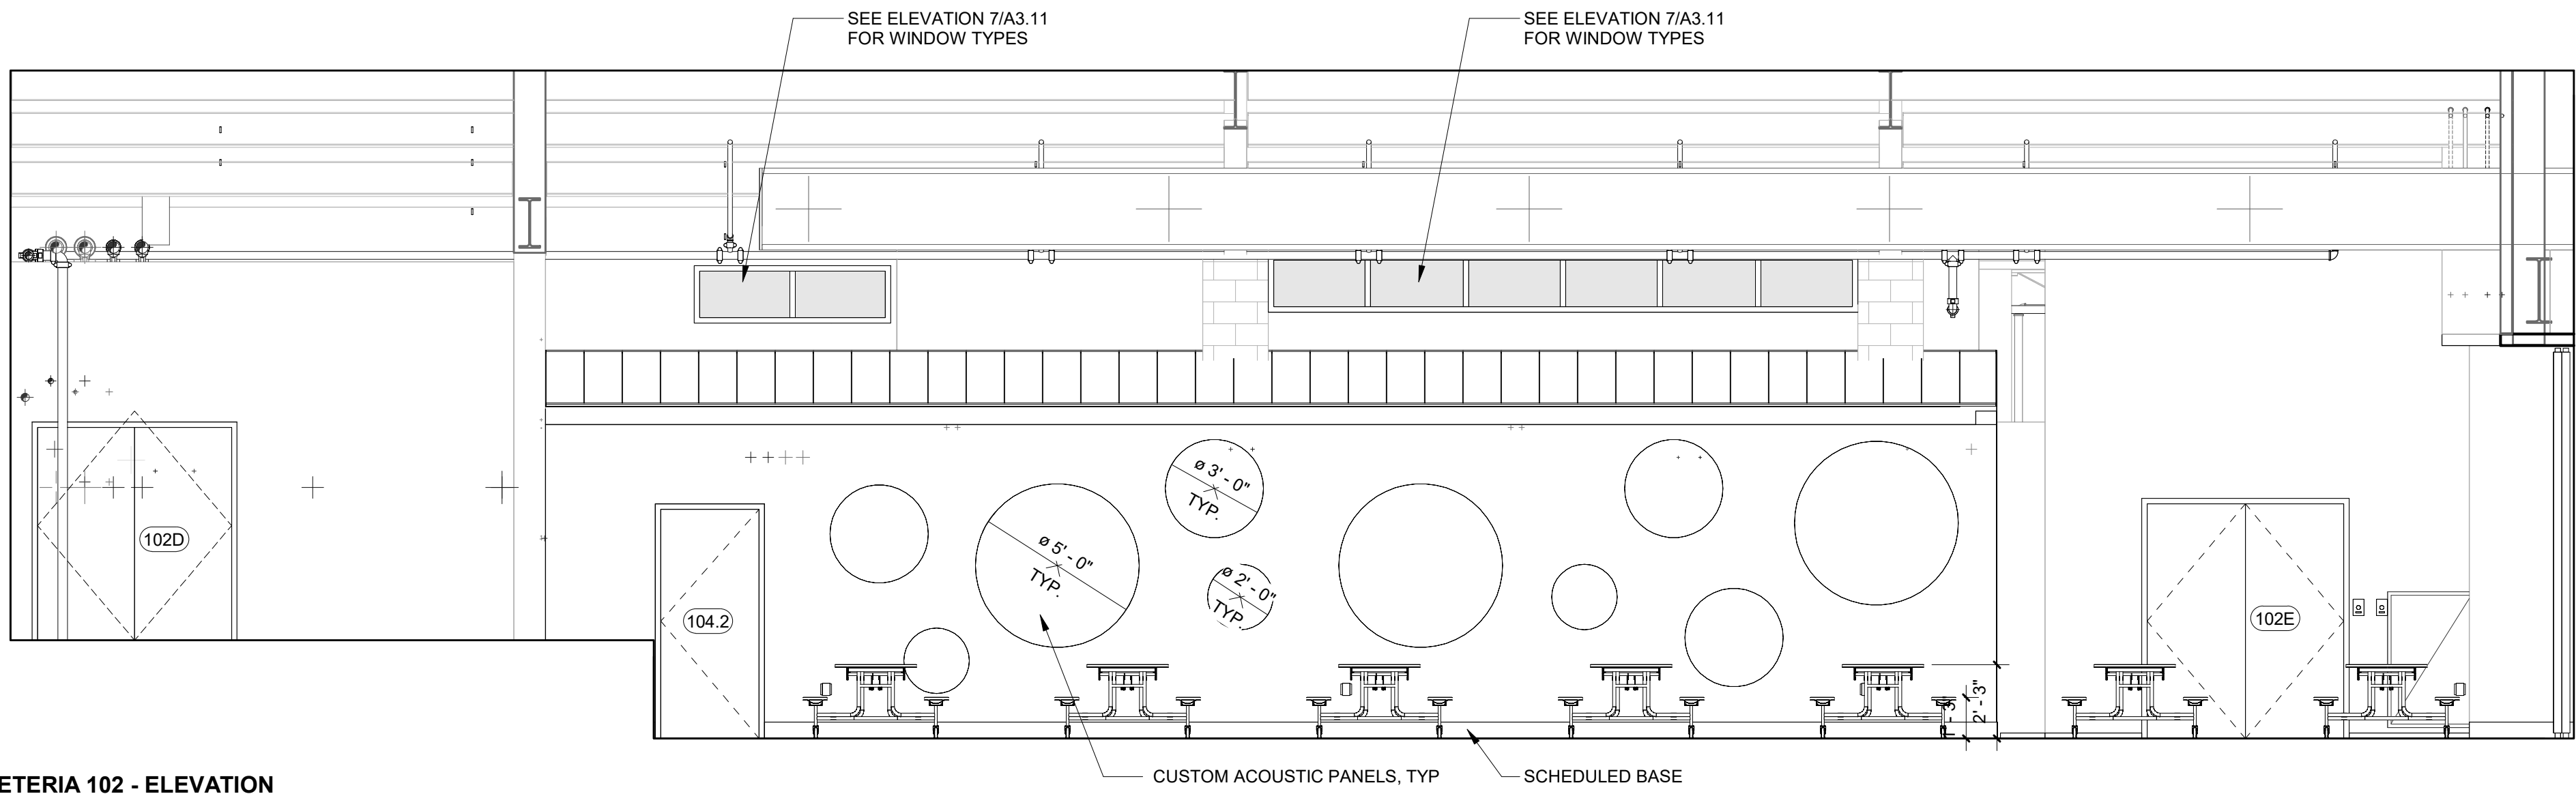 SEE ELEVATION 7/A3.11
FOR WINDOW TYPES
SEE ELEVATION 7/A3.11
FOR WINDOW TYPES
ø 3' - 0"
TYP.
102D
ø 5' - 0"
TYP.
ø 2' - 0"
TYP.
104.2
102E
1' - 5"
2' - 3"
CUSTOM ACOUSTIC PANELS, TYP
SCHEDULED BASE
ETERIA 102 - ELEVATION